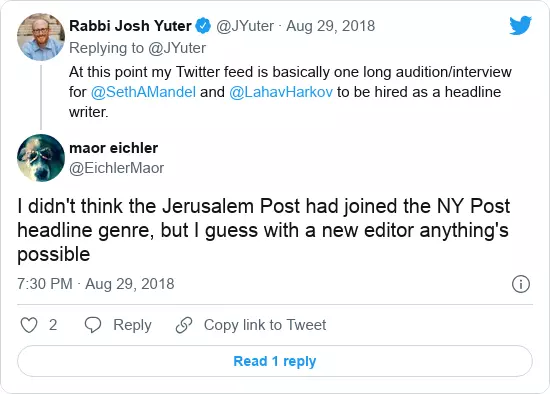 Rabbi Josh Yuter @JYuter · Aug 29, 2018
Replying to @JYuter
At this point my Twitter feed is basically one long audition/interview
for @SethAMandel and @LahavHarkov to be hired as a headline
writer.
maor eichler
@EichlerMaor
I didn't think the Jerusalem Post had joined the NY Post
headline genre, but I guess with a new editor anything's
possible
7:30 PM · Aug 29, 2018
2 Reply Copy link to Tweet
Read 1 reply